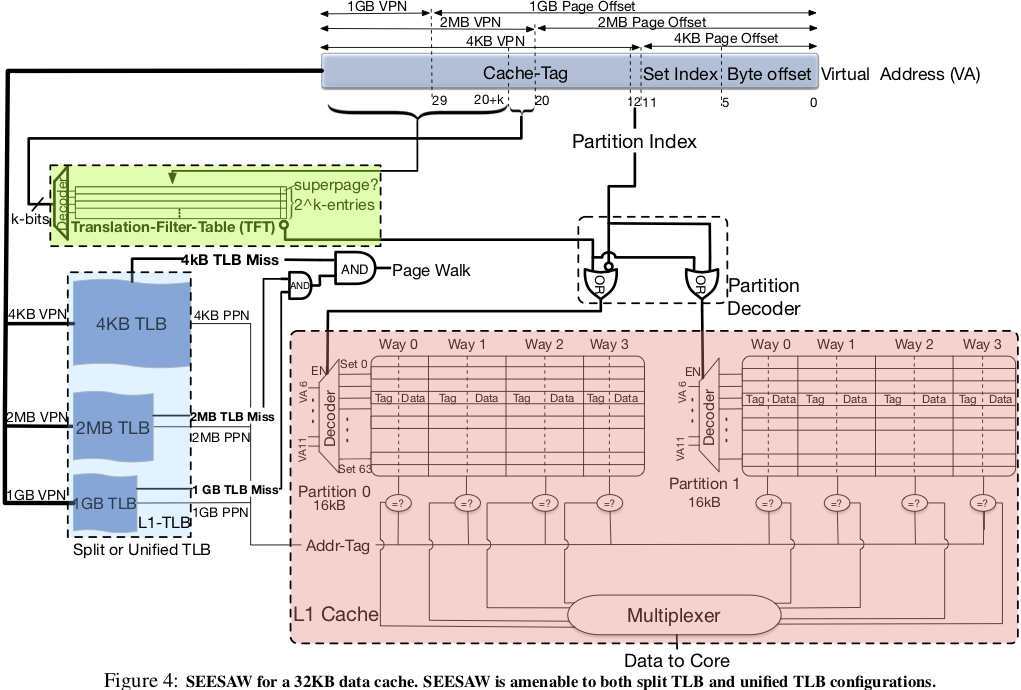 1GB VPN 1GB Page Offset
2MB VPN 2MB Page Offset
4KB VPN 4KB Page Offset
Cache-Tag Set Index Byte offset Virtual Address (VA)
29 20+k 20 12 11 5 0
Partition Index
k-bits
Decoder
superpage?
2^k-entries
Translation-Filter-Table (TFT)
4kB TLB Miss
AND
AND
Page Walk
OR
OR
Partition
Decoder
4KB VPN
4KB TLB
4KB PPN
2MB VPN
2MB TLB
2MB TLB Miss
2MB PPN
1GB VPN
1GB TLB
1 GB TLB Miss
1GB PPN
L1-TLB
Split or Unified TLB
Way 0 Way 1 Way 2 Way 3
EN
Set 0
VA 6
Decoder
VA11
Tag Data Tag Data Tag Data Tag Data
Set 63
Partition 0
16kB
=? =? =? =?
Way 0 Way 1 Way 2 Way 3
EN
VA 6
Decoder
VA11
Tag Data Tag Data Tag Data Tag Data
Partition 1
16kB
=? =? =? =?
Addr-Tag
L1 Cache
Multiplexer
Data to Core
Figure 4: SEESAW for a 32KB data cache. SEESAW is amenable to both split TLB and unified TLB configurations.